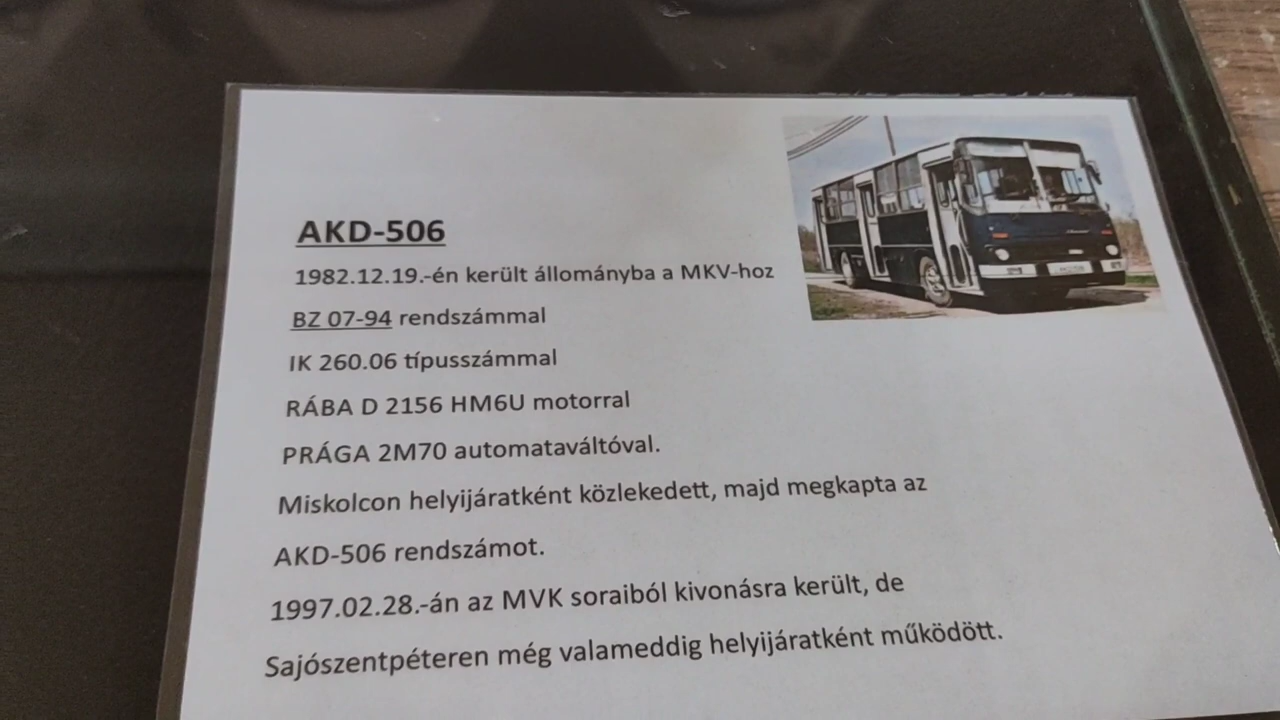 AKD-506
1982.12.19.-én került állományba a MKV-hoz
BZ 07-94 rendszámmal
IK 260.06 típusszámmal
RÁBA D 2156 HM6U motorral
PRÁGA 2M70 automataváltóval.
Miskolcon helyijáratként közlekedett, majd megkapta az
AKD-506 rendszámot.
1997.02.28.-án az MVK soraiból kivonásra került, de
Sajószentpéteren még valameddig helyijáratként működött.